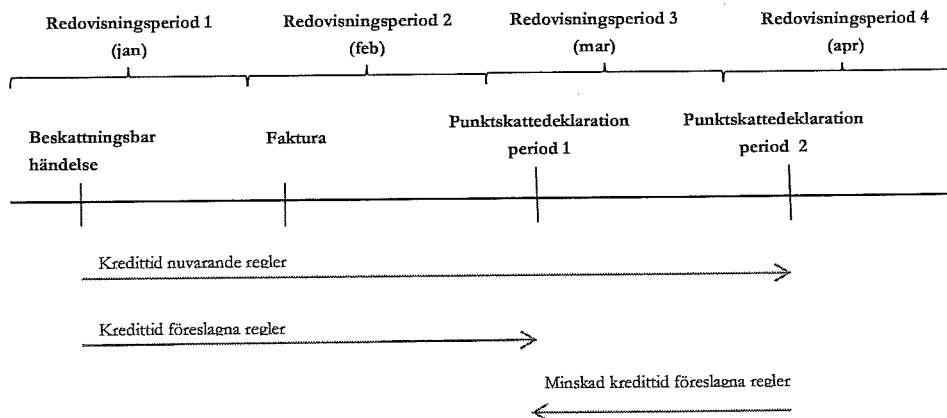 Redovisningsperiod 1
(jan)
Redovisningsperiod 2
(feb)
Redovisningsperiod 3
(mar)
Redovisningsperiod 4
(apr)
Beskattningsbar
händelse
Faktura
Punktskattedeklaration
period 1
Punktskattedeklaration
period 2
Kredittid nuvarande regler
Kredittid föreslagna regler
Minskad kredittid föreslagna regler